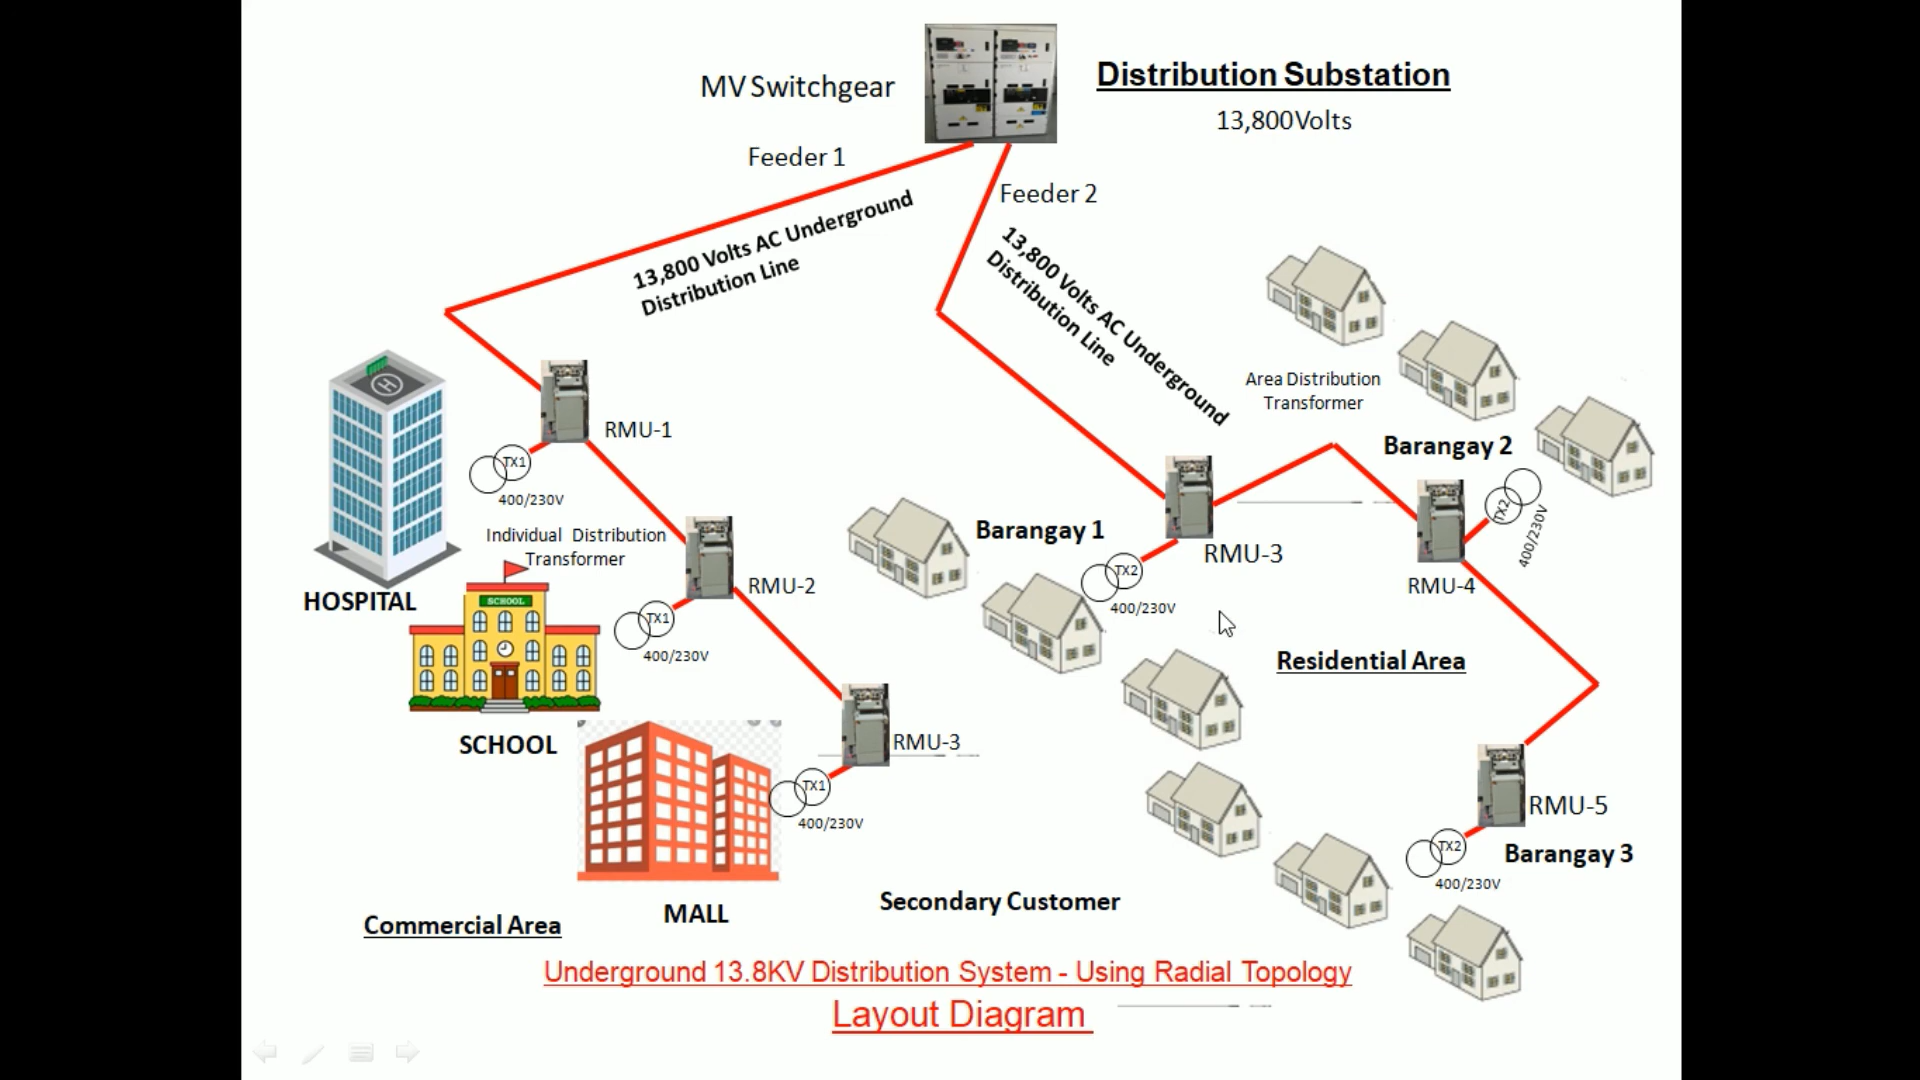 MV Switchgear
Distribution Substation
13,800Volts
Feeder 1
Feeder 2
13,800 Volts AC Underground
Distribution Line
13,800 Volts AC Underground
Distribution Line
Area Distribution
Transformer
RMU-1
TX1
400/230V
Barangay 2
TX2
400/230V
Individual Distribution
Transformer
HOSPITAL
RMU-2
TX1
400/230V
SCHOOL
SCHOOL
Barangay 1
RMU-3
TX2
400/230V
RMU-4
Residential Area
RMU-3
TX1
400/230V
RMU-5
TX2
400/230V
Barangay 3
MALL
Commercial Area
Secondary Customer
Underground 13.8KV Distribution System - Using Radial Topology
Layout Diagram
H